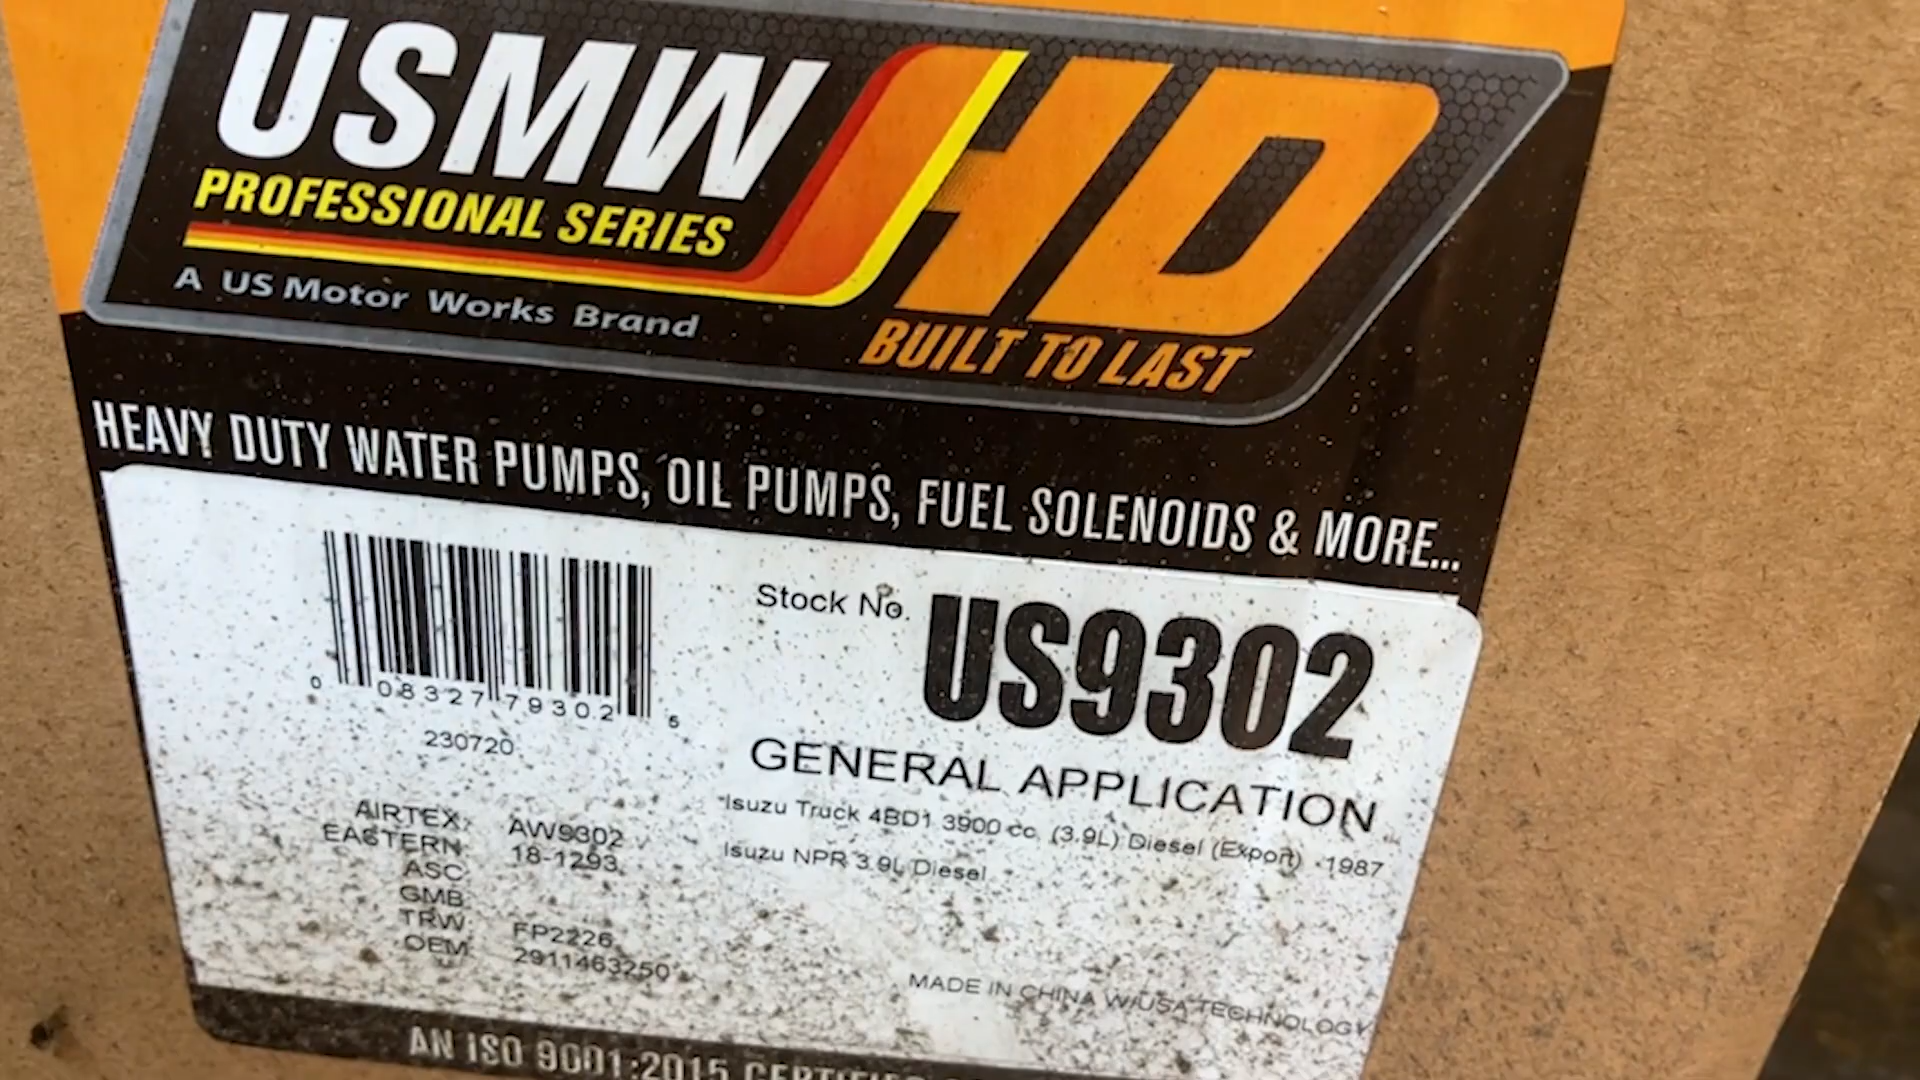 USMW HD
PROFESSIONAL SERIES
A US Motor Works Brand
BUILT TO LAST
HEAVY DUTY WATER PUMPS, OIL PUMPS, FUEL SOLENOIDS & MORE...
Stock No. US9302
0 08327 79302 5
230720
GENERAL APPLICATION
Isuzu Truck 4BD1 3900 cc (3.9L) Diesel (Export) -1987
Isuzu NPR 3.9L Diesel
AIRTEX: AW9302
EASTERN: 18-1293
ASC:
GMB:
TRW: FP2226
OEM: 2911463250
MADE IN CHINA W/USA TECHNOLOGY
AN ISO 9001:2015 CERTIFIED